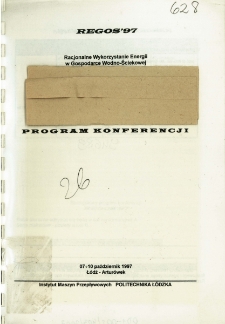 628
REGOS'97
Racjonalne Wykorzystanie Energii
w Gospodarce Wodno-Ściekowej
PROGRAM KONFERENCJI
26
07-10 październik 1997
Łódź - Arturówek
Instytut Maszyn Przepływowych POLITECHNIKA ŁÓDZKA